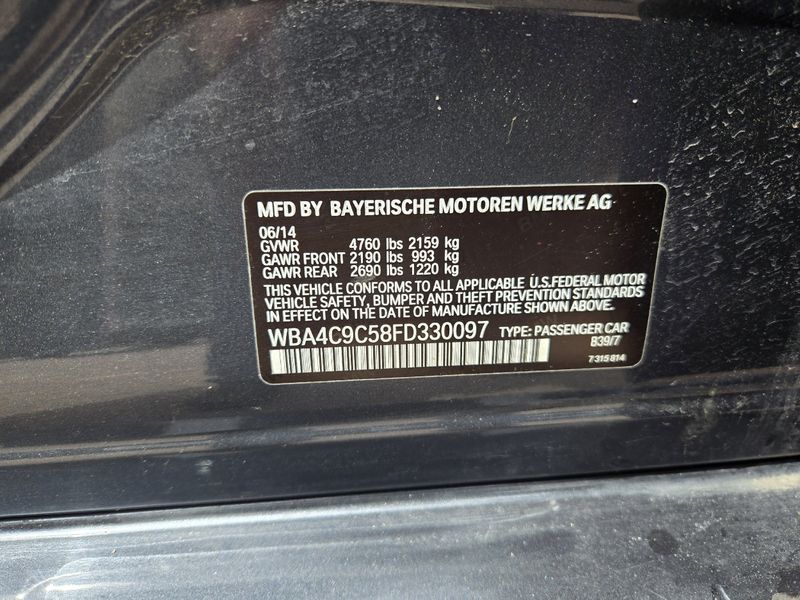 MFD BY BAYERISCHE MOTOREN WERKE AG
06/14
GVWR 4760 lbs 2159 kg
GAWR FRONT 2190 lbs 993 kg
GAWR REAR 2690 lbs 1220 kg
THIS VEHICLE CONFORMS TO ALL APPLICABLE U.S.FEDERAL MOTOR
VEHICLE SAFETY, BUMPER AND THEFT PREVENTION STANDARDS
IN EFFECT ON THE DATE OF MANUFACTURE SHOWN ABOVE.
WBA4C9C58FD330097 TYPE: PASSENGER CAR
B39/7
7315814